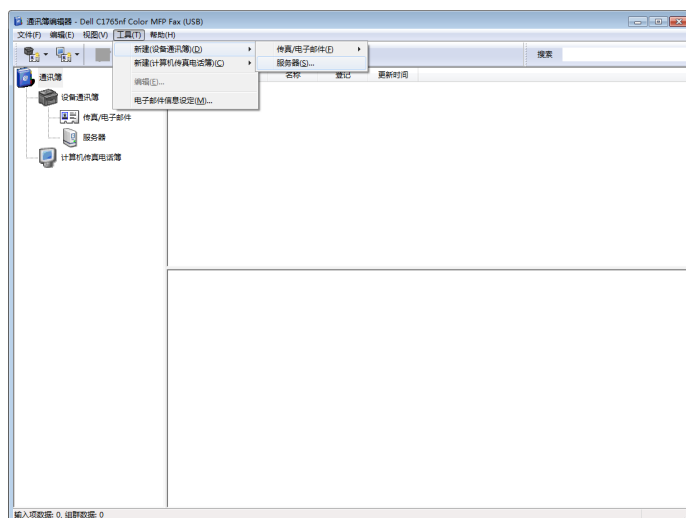 通讯簿编辑器 - Dell C1765nf Color MFP Fax (USB)
文件(F) 编辑(E) 视图(V) 工具(T) 帮助(H)
新建(设备通讯簿)(D)
传真/电子邮件(F)
搜索
新建(计算机传真电话簿)(C)
服务器(S)...
通讯簿
编辑(E)...
名称 登记 更新时间
设备通讯簿
电子邮件信息设定(M)...
传真/电子邮件
服务器
计算机传真电话簿
输入项数据: 0, 组群数据: 0